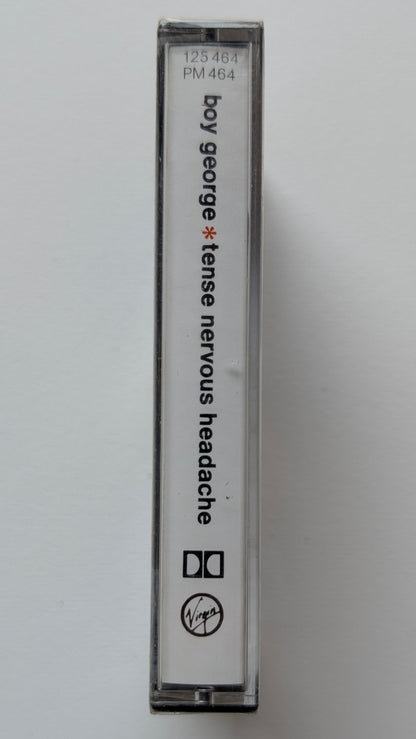 125 464
PM 464
boy george * tense nervous headache
Virgin